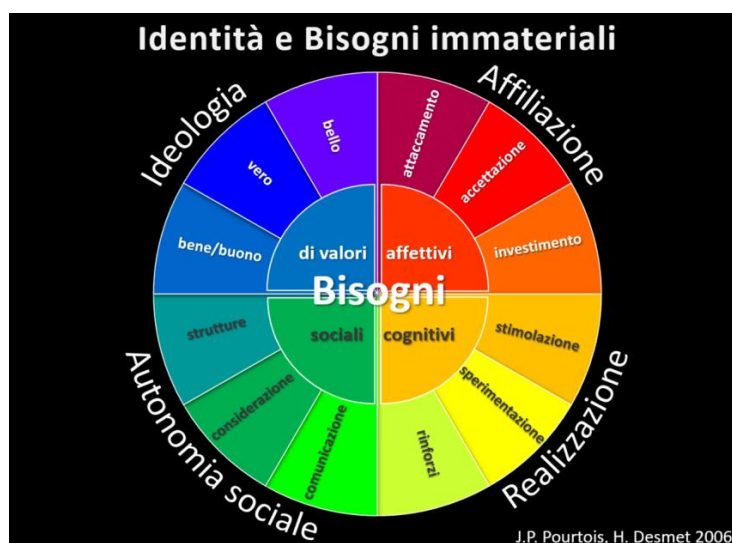 Identità e Bisogni immateriali
Ideologia
Affiliazione
bello
attaccamento
vero
accettazione
bene/buono
di valori
affettivi
investimento
Bisogni
strutture
sociali
cognitivi
stimolazione
considerazione
sperimentazione
comunicazione
rinforzi
Autonomia sociale
Realizzazione
J.P. Pourtois, H. Desmet 2006